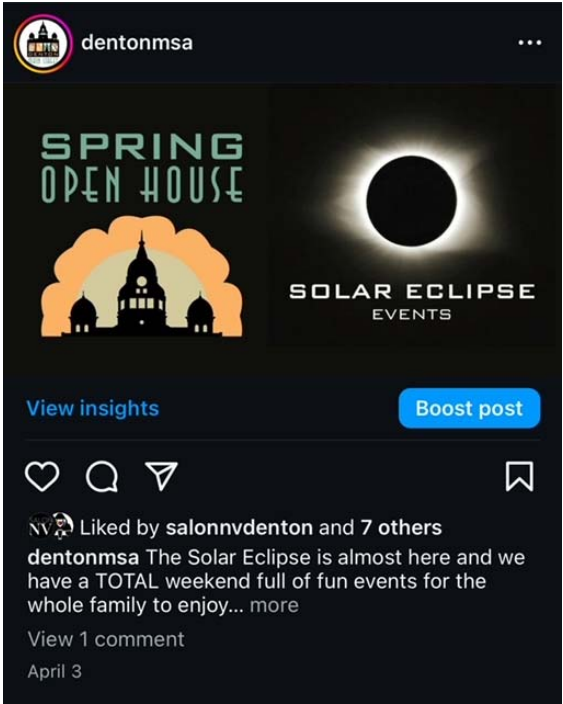 dentonmsa
SPRING
OPEN HOUSE
SOLAR ECLIPSE
EVENTS
View insights
Boost post
NV
Liked by salonnvdenton and 7 others
dentonmsa The Solar Eclipse is almost here and we
have a TOTAL weekend full of fun events for the
whole family to enjoy... more
View 1 comment
April 3